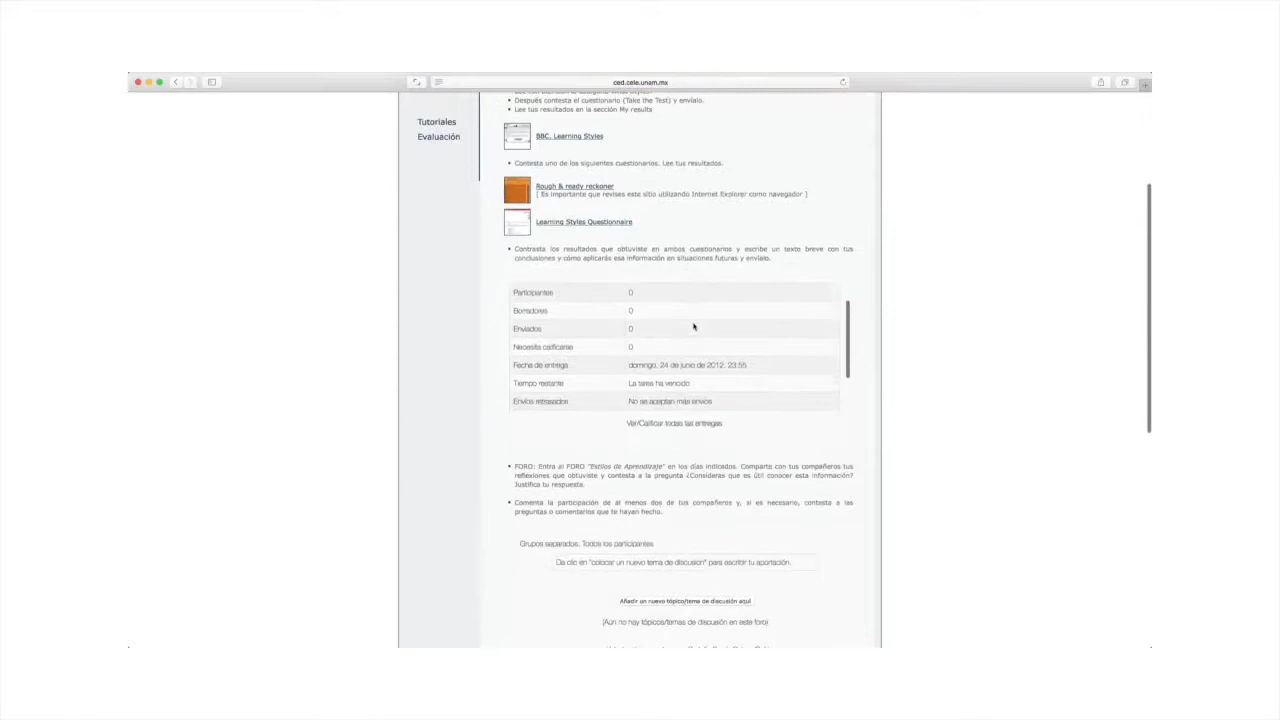 ced.cele.unam.mx
Tutoriales
Evaluación
• Después contesta el cuestionario (Take the Test) y envíalo.
• Lee tus resultados en la sección My results
BBC. Learning Styles
• Contesta uno de los siguientes cuestionarios. Lee tus resultados.
Rough & ready reckoner
[ Es importante que revises este sitio utilizando Internet Explorer como navegador ]
Learning Styles Questionnaire
• Contrasta los resultados que obtuviste en ambos cuestionarios y escribe un texto breve con tus
conclusiones y cómo aplicarás esa información en situaciones futuras y envíalo.
Participantes 0
Borradores 0
Enviados 0
Necesita calificarse 0
Fecha de entrega domingo, 24 de junio de 2012, 23:55
Tiempo restante La tarea ha vencido
Envíos retrasados No se aceptan más envíos
Ver/Calificar todas las entregas
• FORO: Entra al FORO "Estilos de Aprendizaje" en los días indicados. Comparte con tus compañeros tus
reflexiones que obtuviste y contesta a la pregunta ¿Consideras que es útil conocer esta información?
Justifica tu respuesta.
• Comenta la participación de al menos dos de tus compañeros y, si es necesario, contesta a las
preguntas o comentarios que te hayan hecho.
Grupos separados. Todos los participantes
Da clic en "colocar un nuevo tema de discusion" para escribir tu aportación.
Añadir un nuevo tópico/tema de discusión aquí
(Aún no hay tópicos/temas de discusión en este foro)